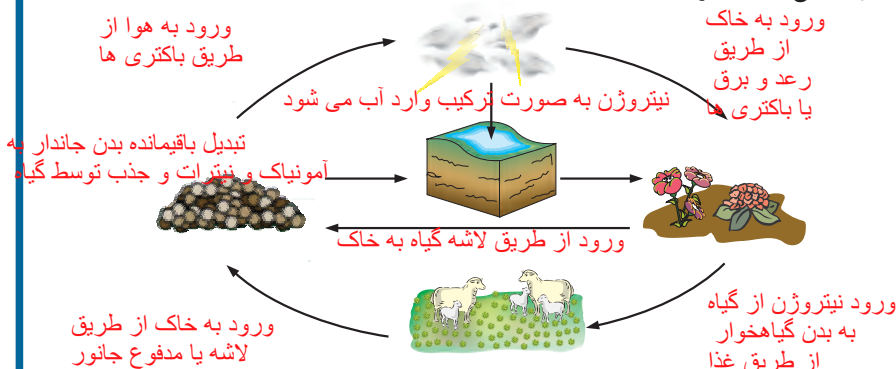 ورود به خاک
از طریق
رعد و برق
یا باکتری ها
ورود به هوا از
طریق باکتری ها
نیتروژن به صورت ترکیب وارد آب می شود
تبدیل باقیمانده بدن جاندار به
آمونیاک و نیترات و جذب توسط گیاه
ورود از طریق لاشه گیاه به خاک
ورود نیتروژن از گیاه
به بدن گیاهخوار
از طریق غذا
ورود به خاک از طریق
لاشه یا مدفوع جانور